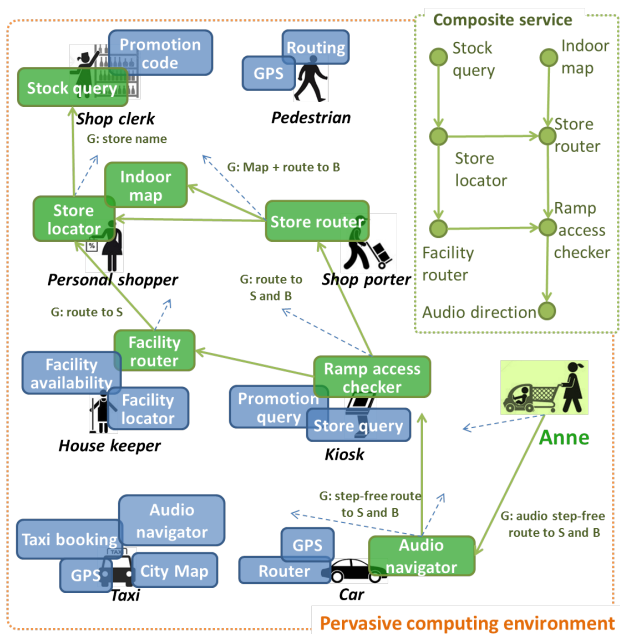 Composite service
Stock
query
Indoor
map
Store
locator
Store
router
Facility
router
Ramp
access
checker
Audio direction
Promotion
code
Stock query
Shop clerk
Routing
GPS
Pedestrian
G: store name
G: Map + route to B
Indoor
map
Store
locator
%
Personal shopper
Store router
Shop porter
G: route to S
G: route to
S and B
Facility
router
Facility
availability
Facility
locator
House keeper
Ramp access
checker
Promotion
query
Store query
Kiosk
Anne
G: step-free route
to S and B
G: audio step-free
route to S and B
Audio
navigator
Taxi booking
TAXI
GPS
City Map
Taxi
GPS
Router
Car
Audio
navigator
Pervasive computing environment